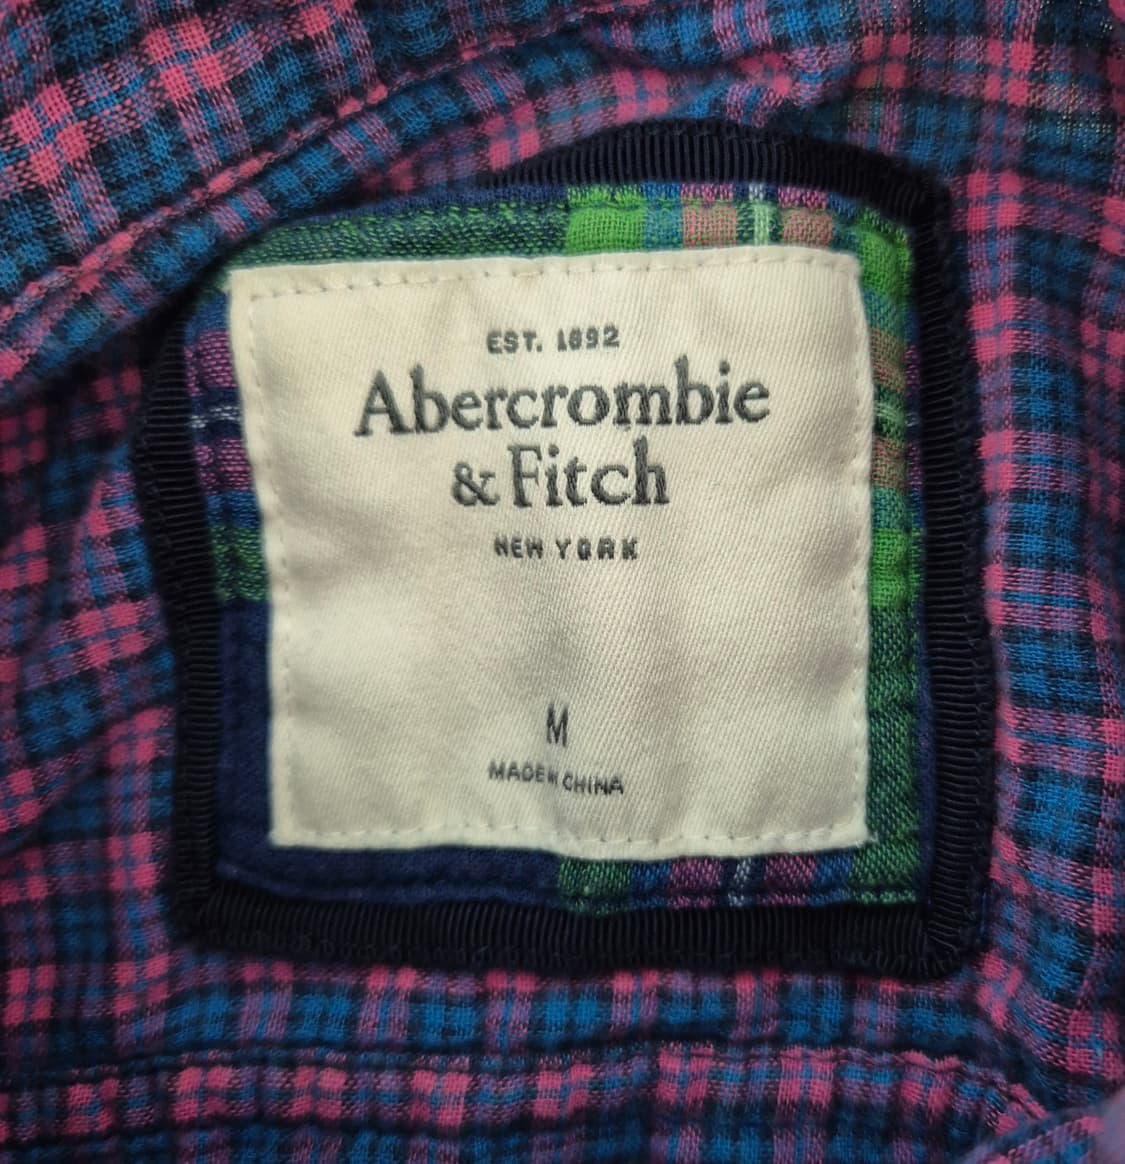 EST. 1892
Abercrombie
& Fitch
NEW YORK
M
MADE IN CHINA